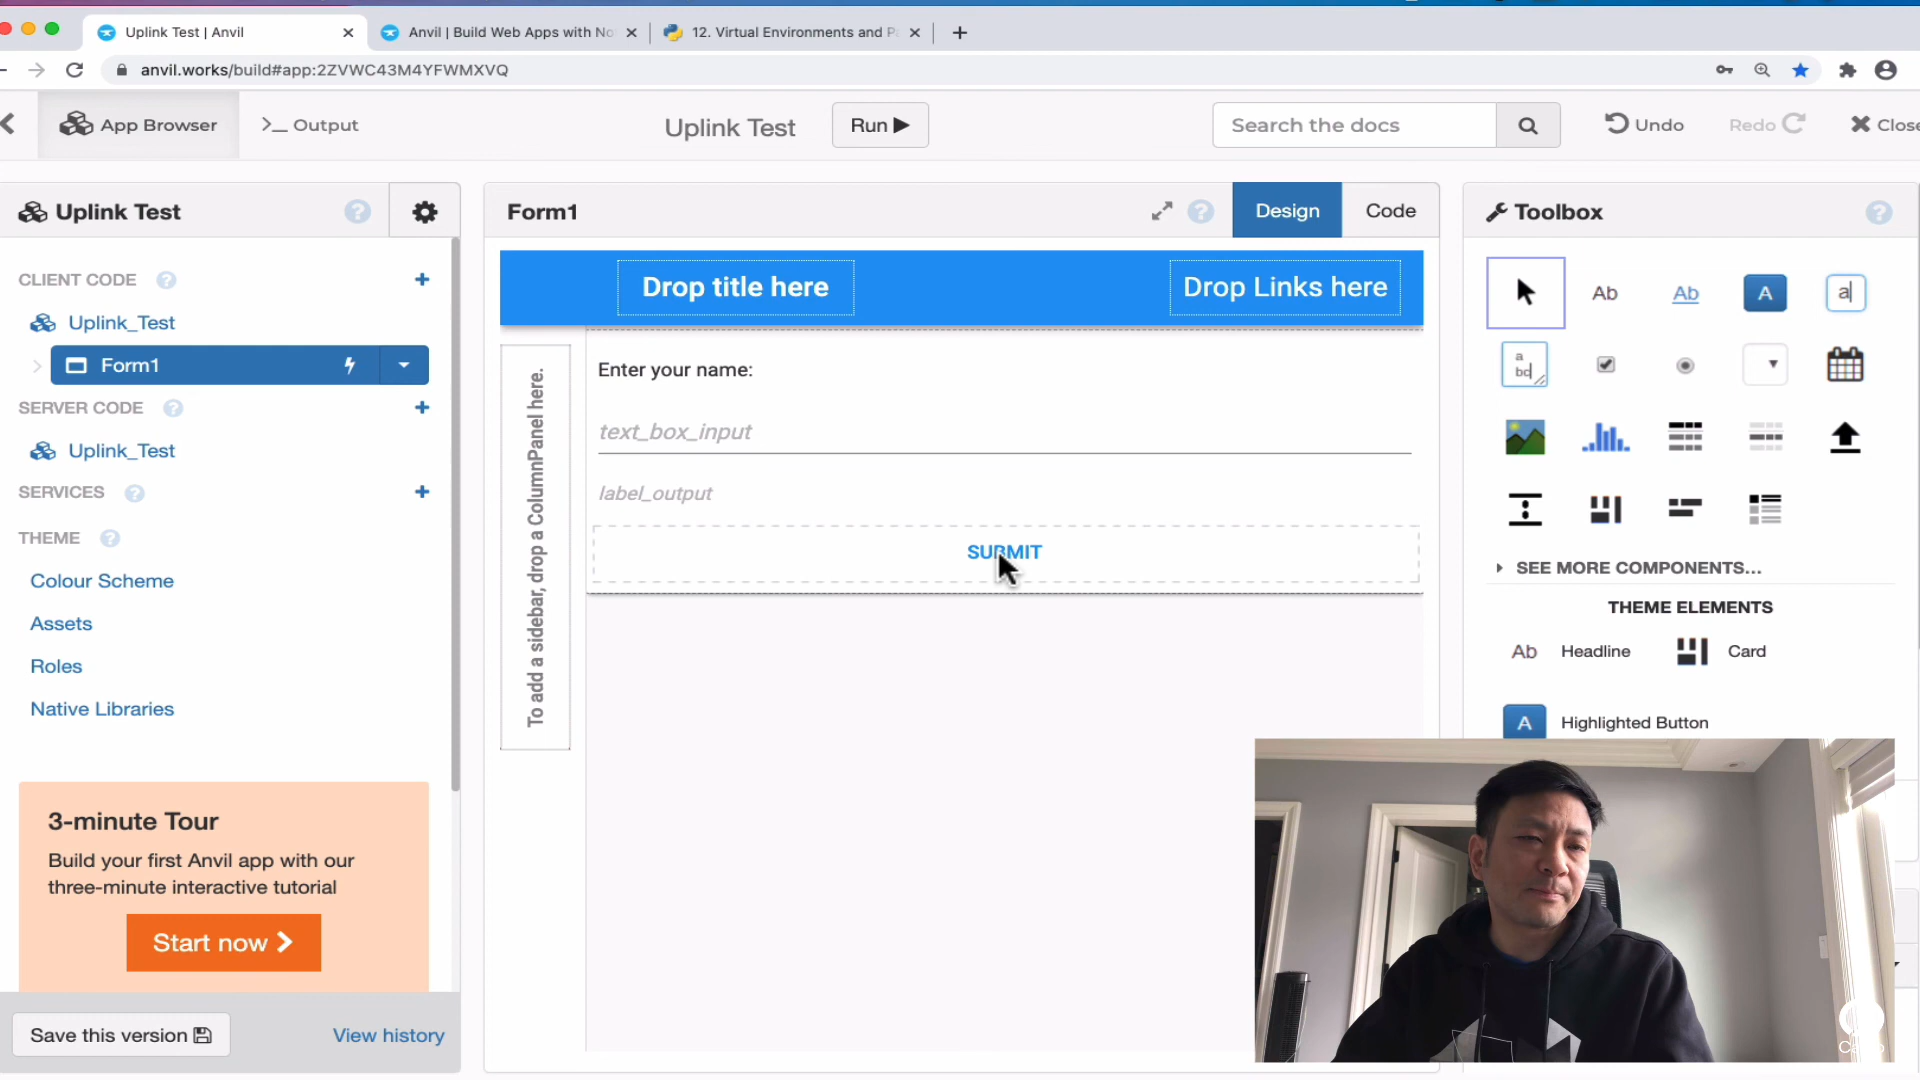 Uplink Test | Anvil
Anvil | Build Web Apps with No
12. Virtual Environments and P
anvil.works/build#app:2ZVWC43M4YFWMXVQ
App Browser
>_ Output
Uplink Test
Run
Search the docs
Undo
Redo
Close
Uplink Test
CLIENT CODE
Uplink_Test
Form1
SERVER CODE
Uplink_Test
SERVICES
THEME
Colour Scheme
Assets
Roles
Native Libraries
3-minute Tour
Build your first Anvil app with our
three-minute interactive tutorial
Start now
Save this version
View history
Form1
Design
Code
Drop title here
Drop Links here
To add a sidebar, drop a ColumnPanel here.
Enter your name:
text_box_input
label_output
SUBMIT
Toolbox
Ab
Ab
A
a
a
bc
SEE MORE COMPONENTS...
THEME ELEMENTS
Ab Headline
Card
A Highlighted Button